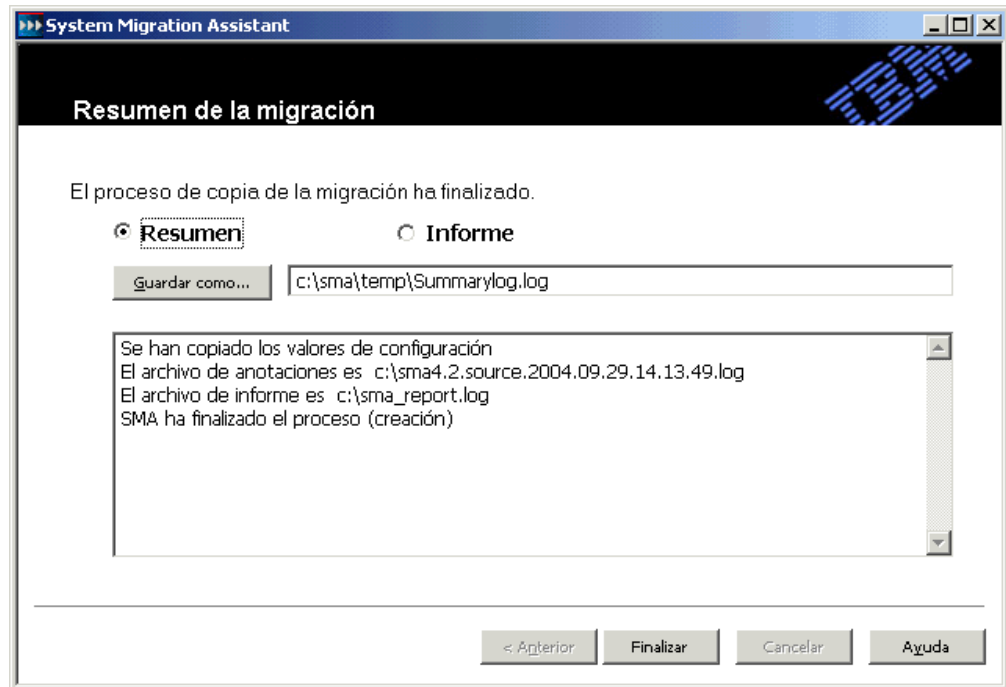 System Migration Assistant
IBM
Resumen de la migración
El proceso de copia de la migración ha finalizado.
Resumen Informe
Guardar como... c:\sma\temp\Summarylog.log
Se han copiado los valores de configuración
El archivo de anotaciones es c:\sma4.2.source.2004.09.29.14.13.49.log
El archivo de informe es c:\sma_report.log
SMA ha finalizado el proceso (creación)
< Anterior Finalizar Cancelar Ayuda